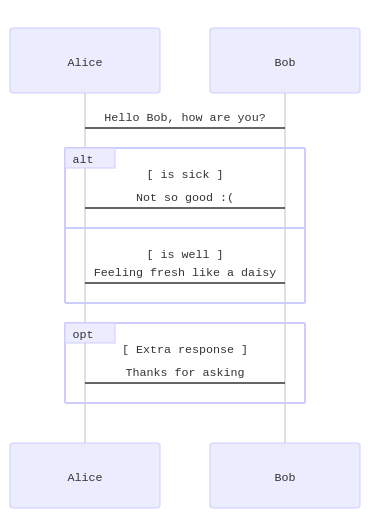 Alice Bob
Hello Bob, how are you?
alt
[ is sick ]
Not so good :(
[ is well ]
Feeling fresh like a daisy
opt
[ Extra response ]
Thanks for asking
Alice Bob